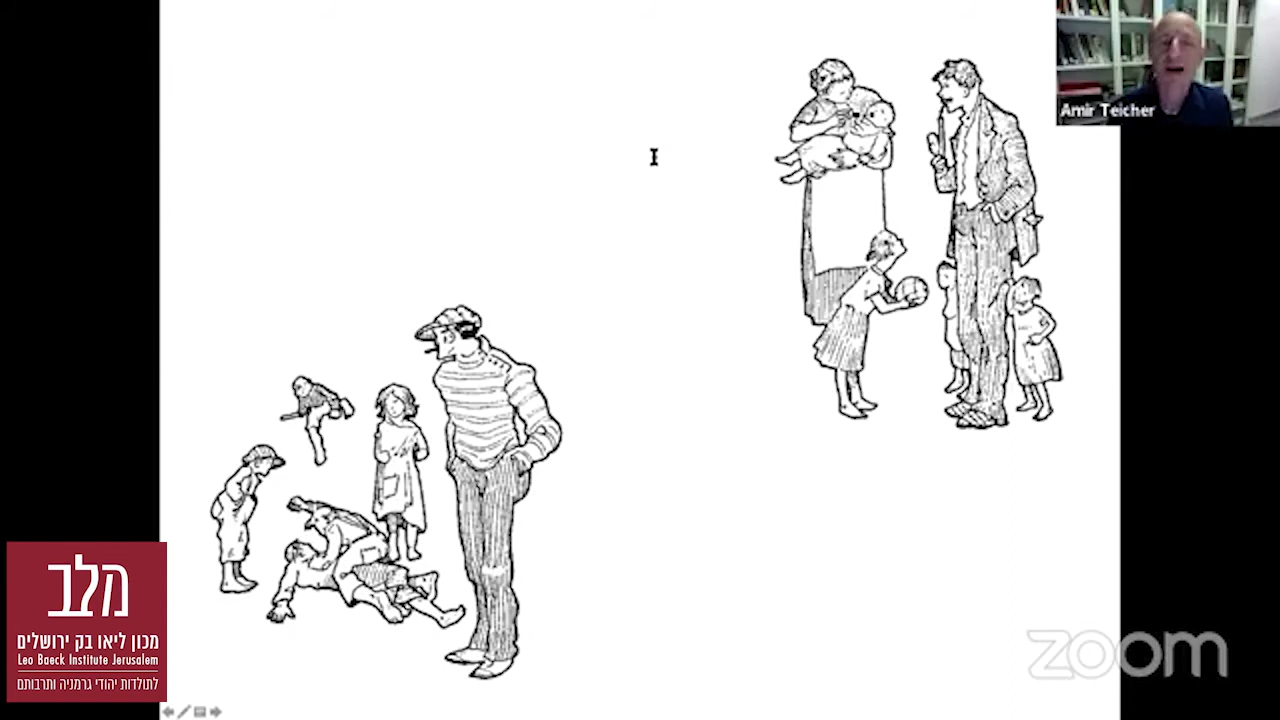 Amir Teicher
מלב
מכון ליאו בק ירושלים
Leo Baeck Institute Jerusalem
לתולדות יהודי גרמניה ותרבותם
zoom